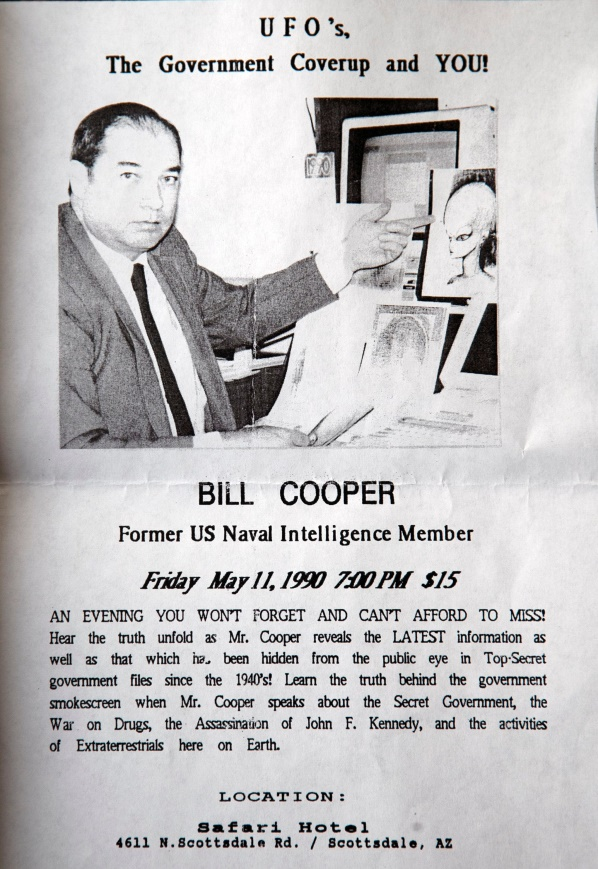 UFO's,
The Government Coverup and YOU!
BILL COOPER
Former US Naval Intelligence Member
Friday May 11, 1990 7:00 PM $15
AN EVENING YOU WON'T FORGET AND CAN'T AFFORD TO MISS!
Hear the truth unfold as Mr. Cooper reveals the LATEST information as
well as that which has been hidden from the public eye in Top-Secret
government files since the 1940's! Learn the truth behind the government
smokescreen when Mr. Cooper speaks about the Secret Government, the
War on Drugs, the Assassination of John F. Kennedy, and the activities
of Extraterrestrials here on Earth.
LOCATION:
Safari Hotel
4611 N.Scottsdale Rd. / Scottsdale, AZ